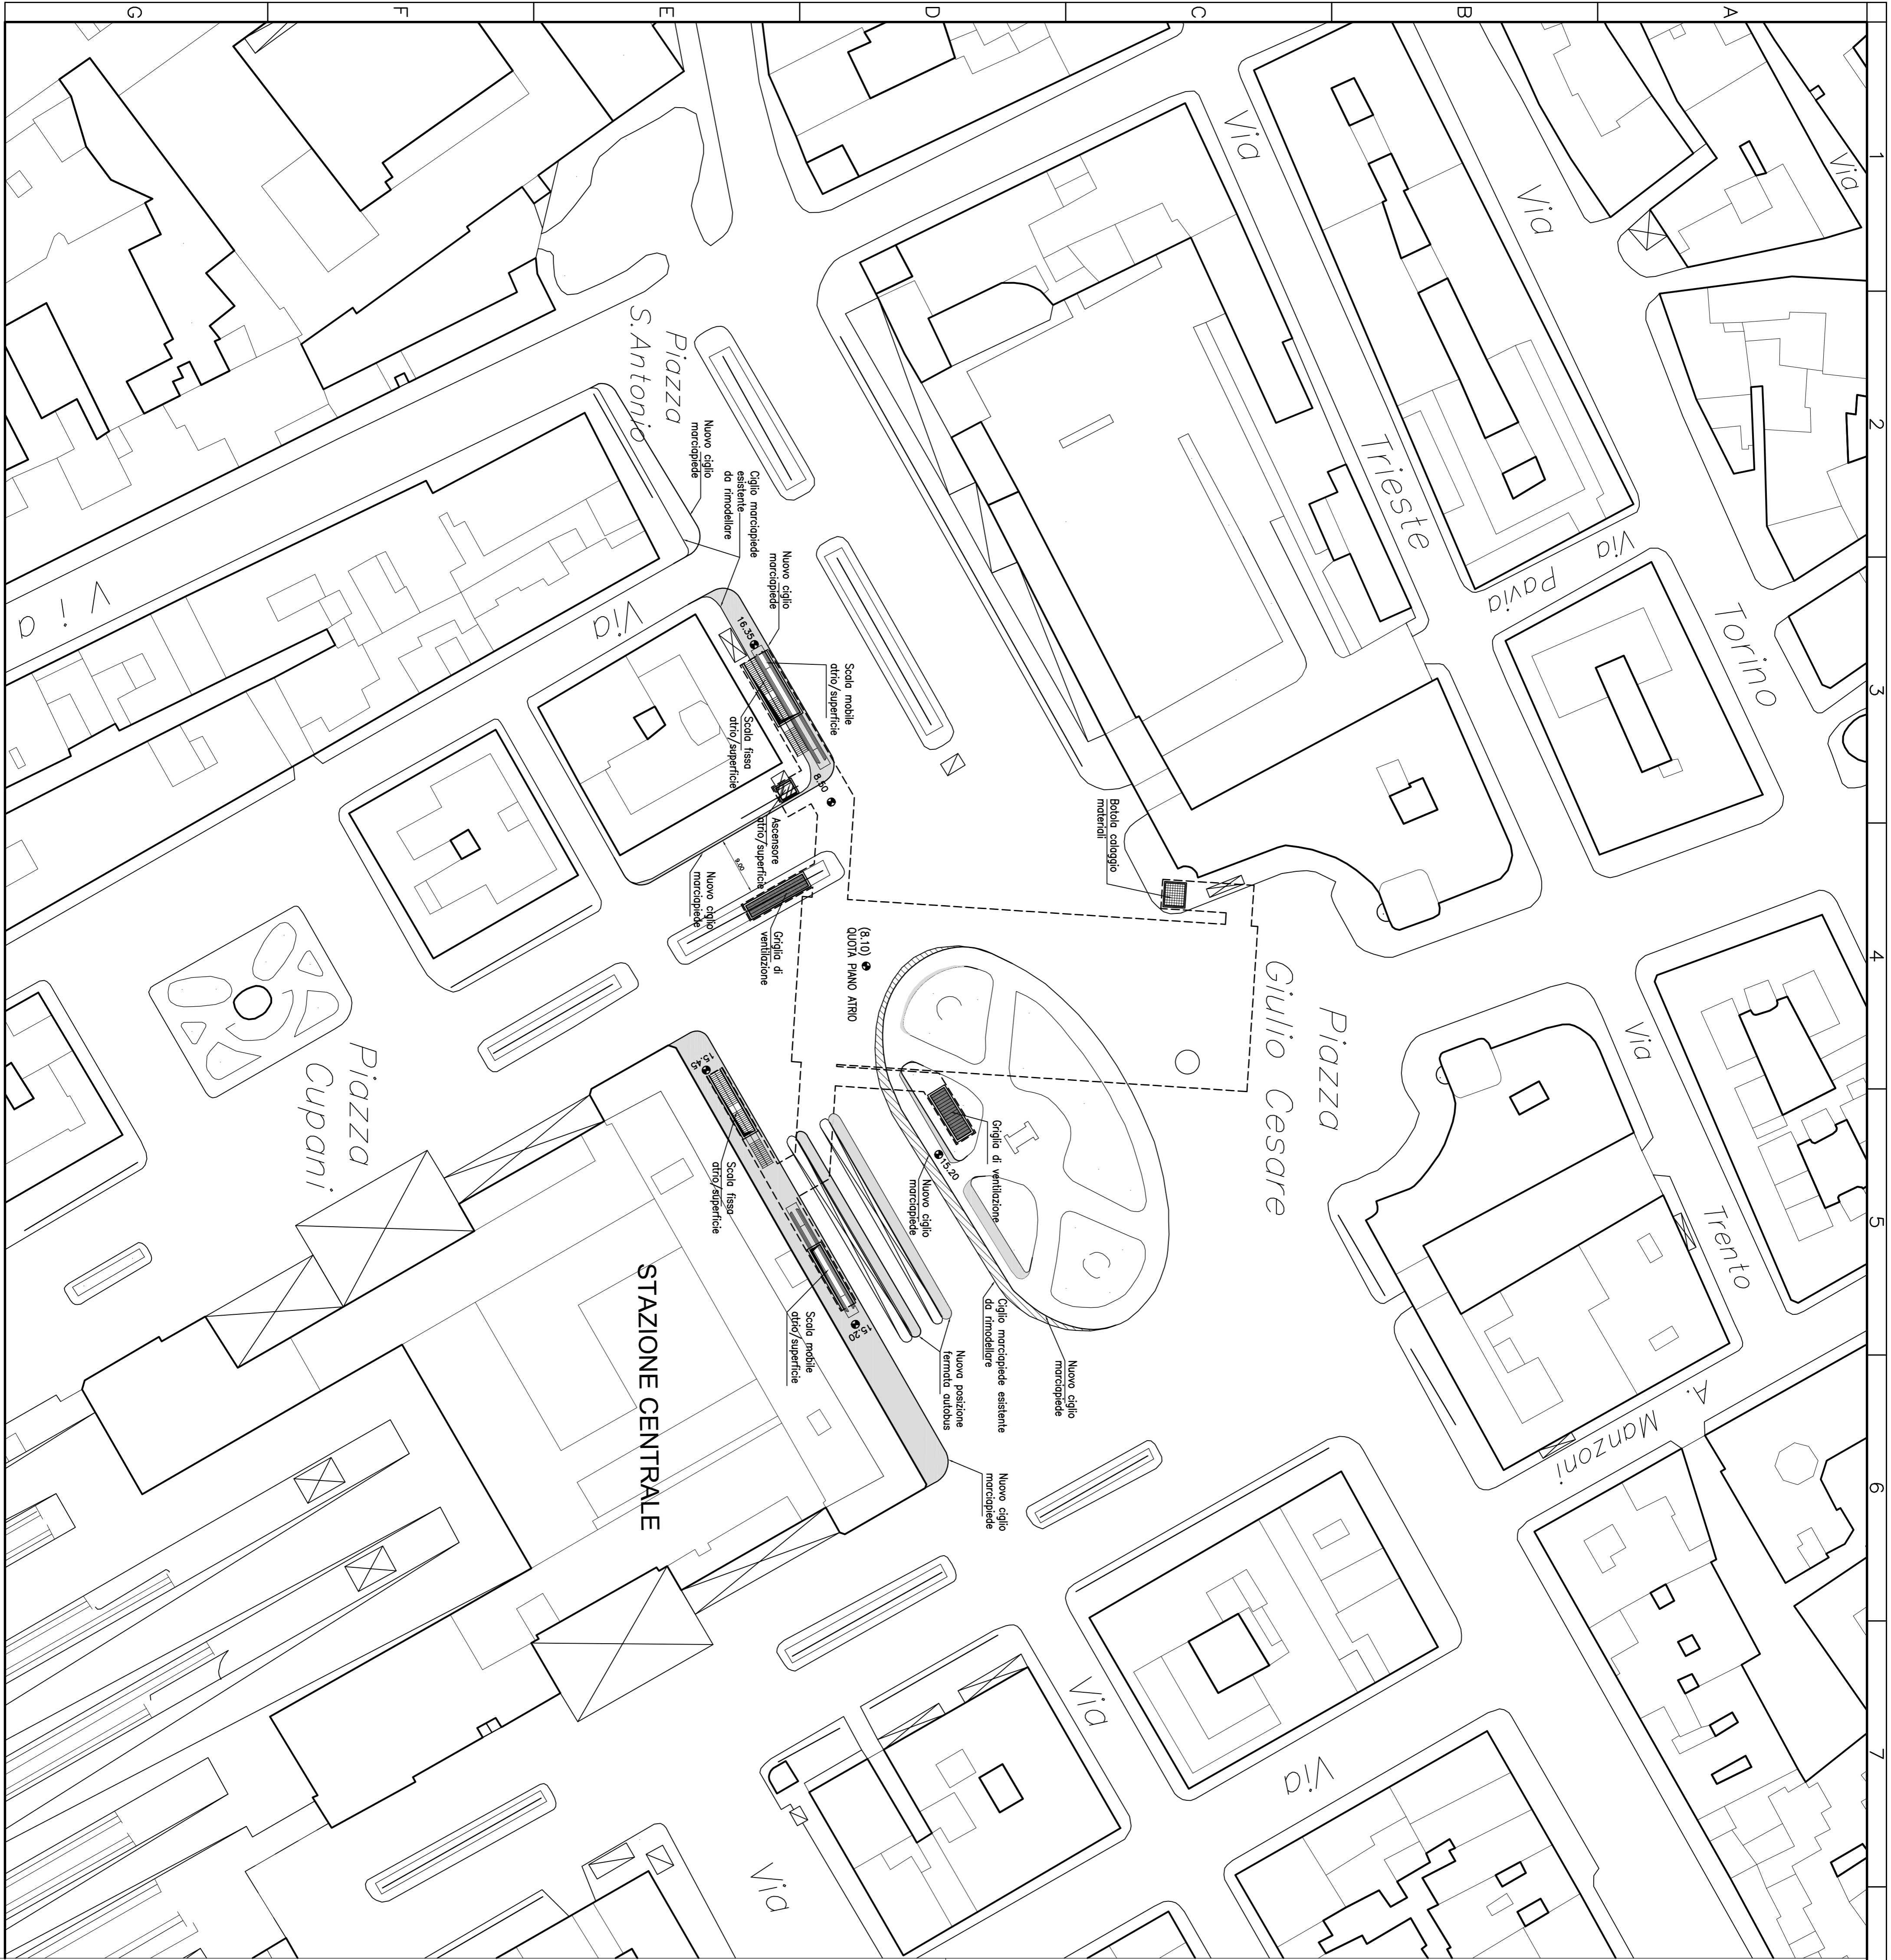 G
F
E
D
C
B
A
1
2
3
4
5
6
7
Via
Trieste
Via
Via
Via
Pavia
Torino
Piazza
S.Antonio
Nuovo ciglio
marciapiede
Ciglio marciapiede
esistente
da rimodellare
Nuovo ciglio
marciapiede
16.35
Scala mobile
atrio/superficie
Scala fissa
atrio/superficie
8.60
Ascensore
atrio/superficie
9.00
Nuovo ciglio
marciapiede
Griglia di
ventilazione
Botola calaggio
materiali
(8.10)
QUOTA PIANO ATRIO
Via
Via
Piazza
Giulio Cesare
Piazza
Cupani
15.45
Scala fissa
atrio/superficie
Griglia di ventilazione
15.20
Nuovo ciglio
marciapiede
Ciglio marciapiede esistente
da rimodellare
Nuovo ciglio
marciapiede
Scala mobile
atrio/superficie
15.20
Nuova posizione
fermata autobus
Nuovo ciglio
marciapiede
STAZIONE CENTRALE
Via
Trento
A.
Manzoni
Via
Via
Via